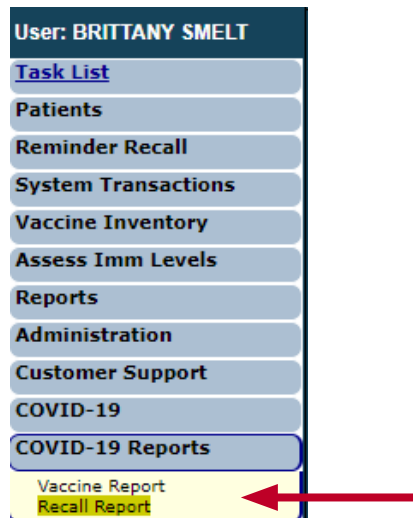 User: BRITTANY SMELT
Task List
Patients
Reminder Recall
System Transactions
Vaccine Inventory
Assess Imm Levels
Reports
Administration
Customer Support
COVID-19
COVID-19 Reports
Vaccine Report
Recall Report